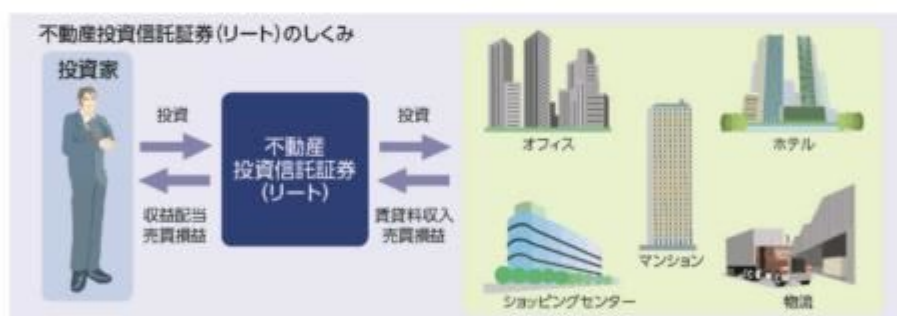 不動産投資信託証券(リート)のしくみ
投資家
投資
収益配当
売買損益
不動産
投資信託証券
(リート)
投資
賃貸料収入
売買損益
オフィス
ホテル
マンション
ショッピングセンター
物流